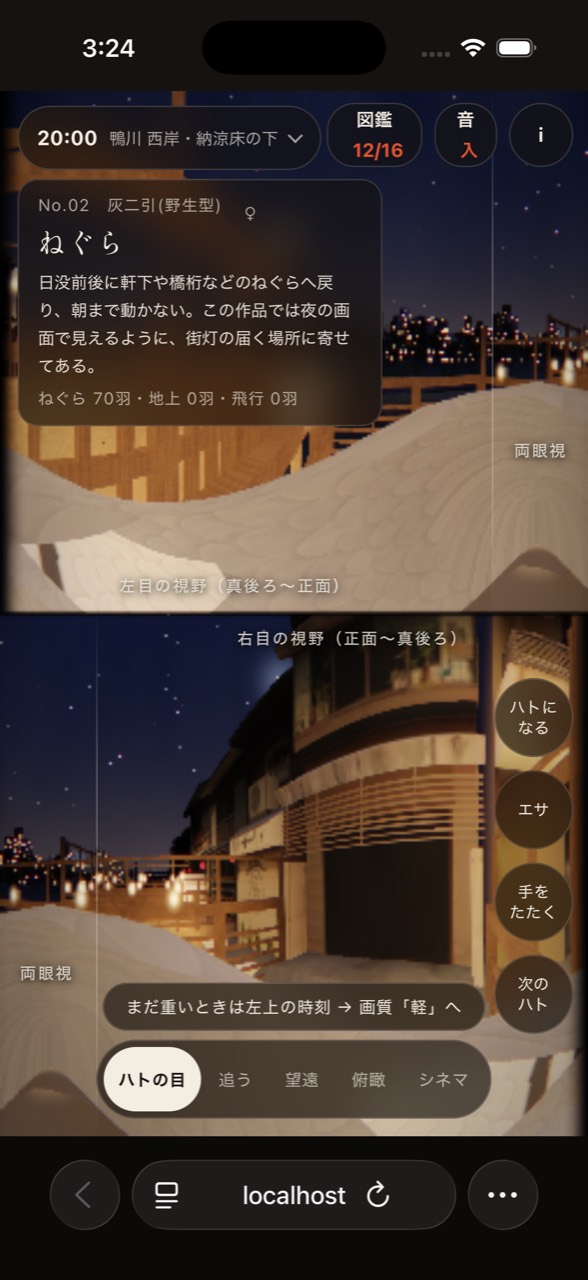 3:24
20:00 鴨川 西岸・納涼床の下
図鑑
12/16
音
入
i
No.02 灰二引(野生型) ♀
ねぐら
日没前後に軒下や橋桁などのねぐらへ戻
り、朝まで動かない。この作品では夜の画
面で見えるように、街灯の届く場所に寄せ
てある。
ねぐら 70羽・地上 0羽・飛行 0羽
両眼視
左目の視野（真後ろ〜正面）
右目の視野（正面〜真後ろ）
ハトに
なる
エサ
手を
たたく
両眼視
次の
ハト
まだ重いときは左上の時刻 → 画質「軽」へ
ハトの目 追う 望遠 俯瞰 シネマ
localhost